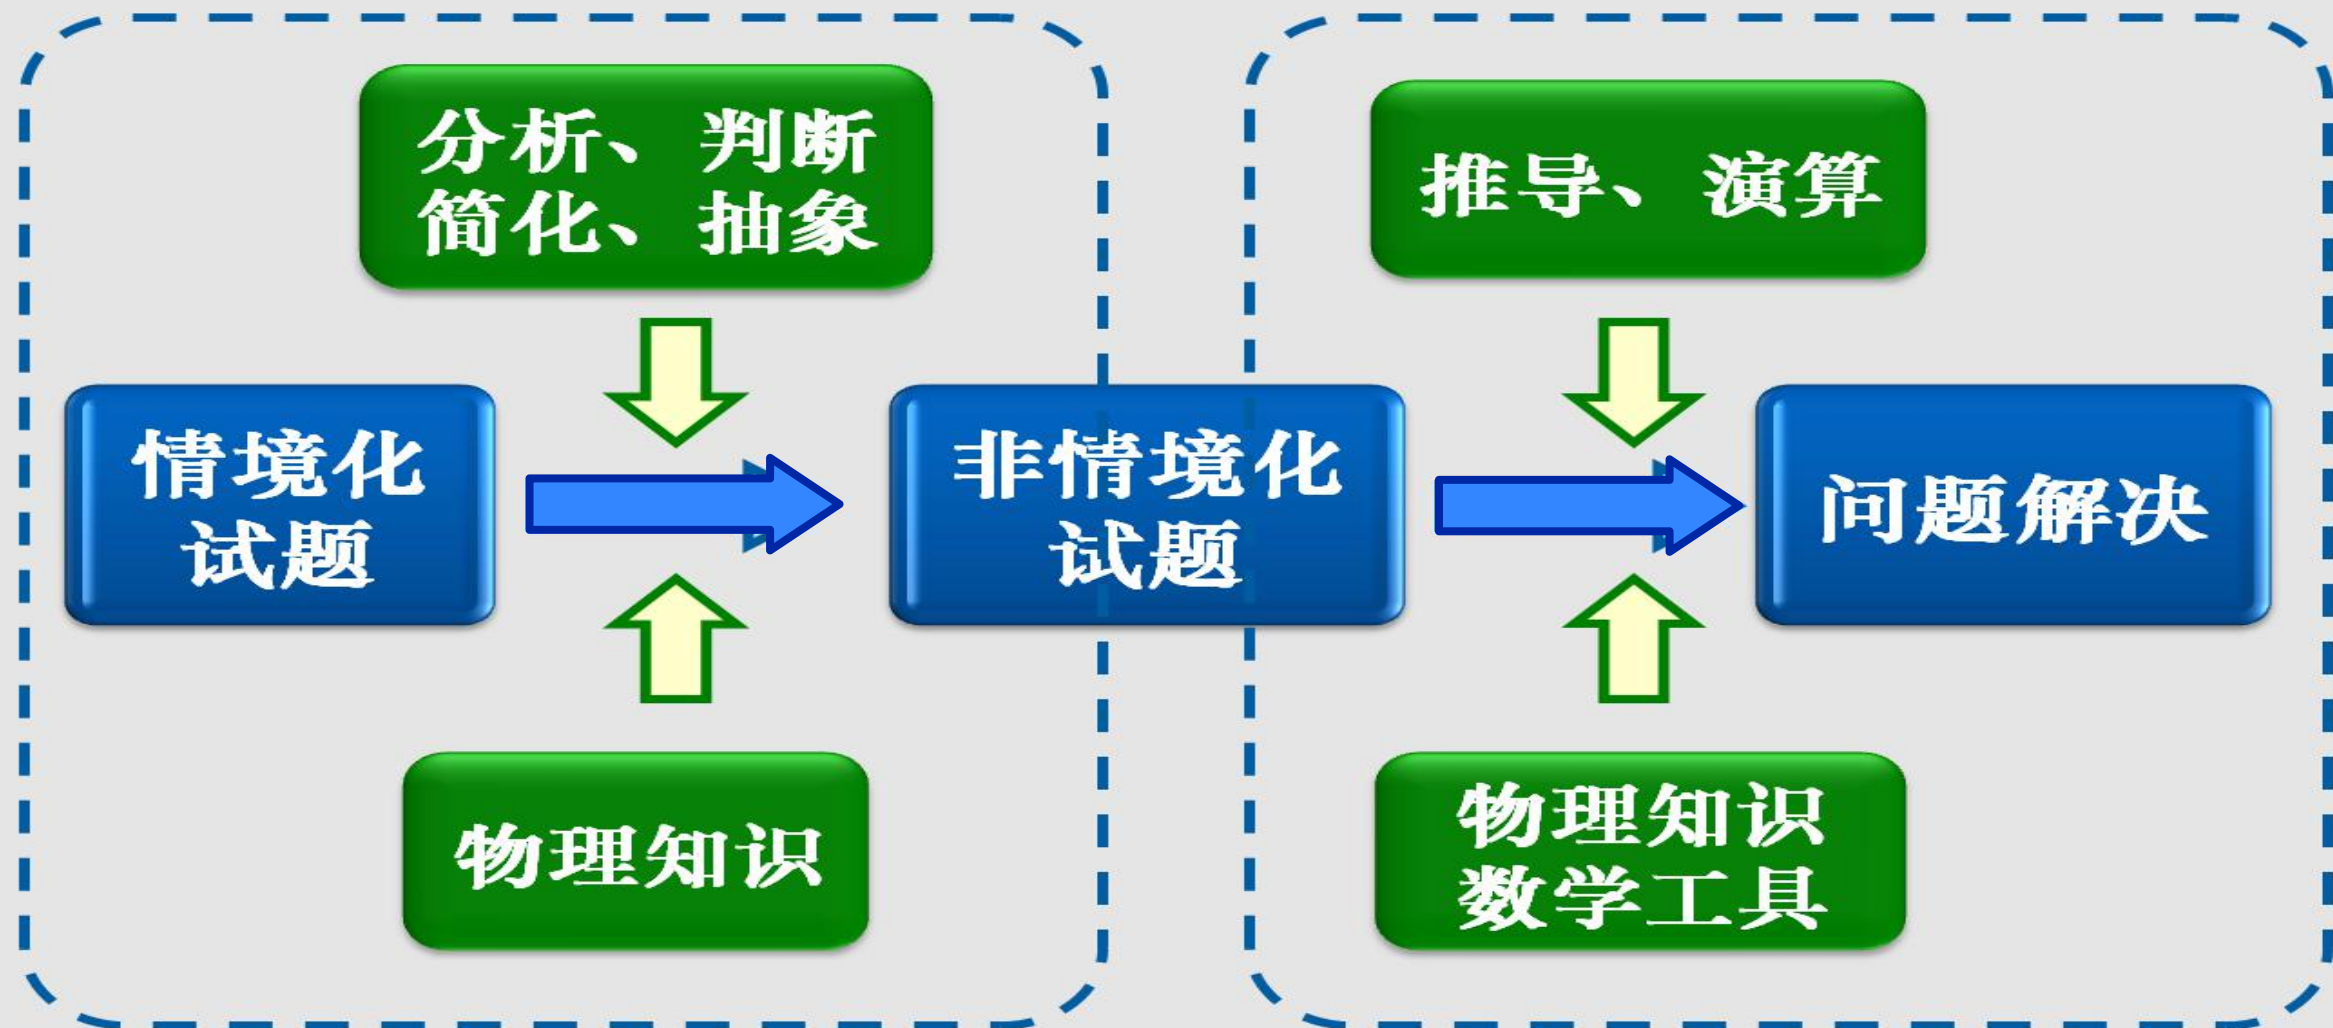 分析、判断
简化、抽象
推导、演算
情境化
试题
非情境化
试题
问题解决
物理知识
物理知识
数学工具